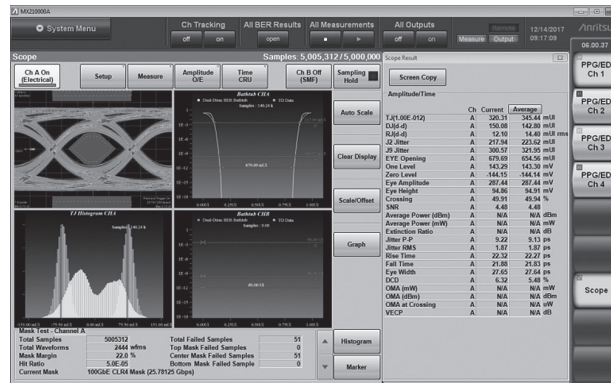 MX210000A
System Menu
Ch Tracking
off on
All BER Results
open
All Measurements
All Outputs
off on
Measure Output
12/14/2017
09:17:09
Anritsu
06.00.37
Scope
Samples 5,005,312/5,000,000
Ch A On
(Electrical)
Setup
Measure
Amplitude
O/E
Time
CRU
Ch B Off
(SMF)
Sampling
Hold
Bathtub CHA
Auto Scale
Clear Display
Scale/Offset
Graph
TJ Histogram CHA
Bathtub CHB
Mask Test - Channel A
Total Samples 5005312
Total Waveforms 2444 wfms
Mask Margin 22.0 %
Hit Ratio 5.0E-05
Current Mask 100GbE CLR4 Mask (25.78125 Gbps)
Total Failed Samples 51
Top Mask Failed Samples 0
Center Mask Failed Samples 51
Bottom Mask Failed Sample 0
Histogram
Marker
Scope Result
Screen Copy
Amplitude/Time
Ch Current Average
TJ(1.00E-012) A 320.31 345.44 mUI
DJ(d-d) A 150.08 142.80 mUI
RJ(d-d) A 12.10 14.40 mUI rms
J2 Jitter A 217.94 223.62 mUI
J9 Jitter A 300.57 321.95 mUI
EYE Opening A 679.69 654.56 mUI
One Level A 143.29 143.30 mV
Zero Level A -144.15 -144.14 mV
Eye Amplitude A 287.44 287.44 mV
Eye Height A 94.86 94.91 mV
Crossing A 49.91 49.94 %
SNR A 4.48 4.48
Average Power (dBm) A N/A N/A dBm
Average Power (mW) A N/A N/A mW
Extinction Ratio A N/A N/A dB
Jitter P-P A 9.22 9.13 ps
Jitter RMS A 1.87 1.87 ps
Rise Time A 22.32 22.27 ps
Fall Time A 21.88 21.83 ps
Eye Width A 27.65 27.64 ps
DCD A 6.32 5.48 %
OMA (mW) A N/A N/A mW
OMA (dBm) A N/A N/A dBm
OMA at Crossing A N/A N/A uW
VECP A N/A N/A dB
PPG/ED
Ch 1
PPG/ED
Ch 2
PPG/ED
Ch 3
PPG/ED
Ch 4
Scope